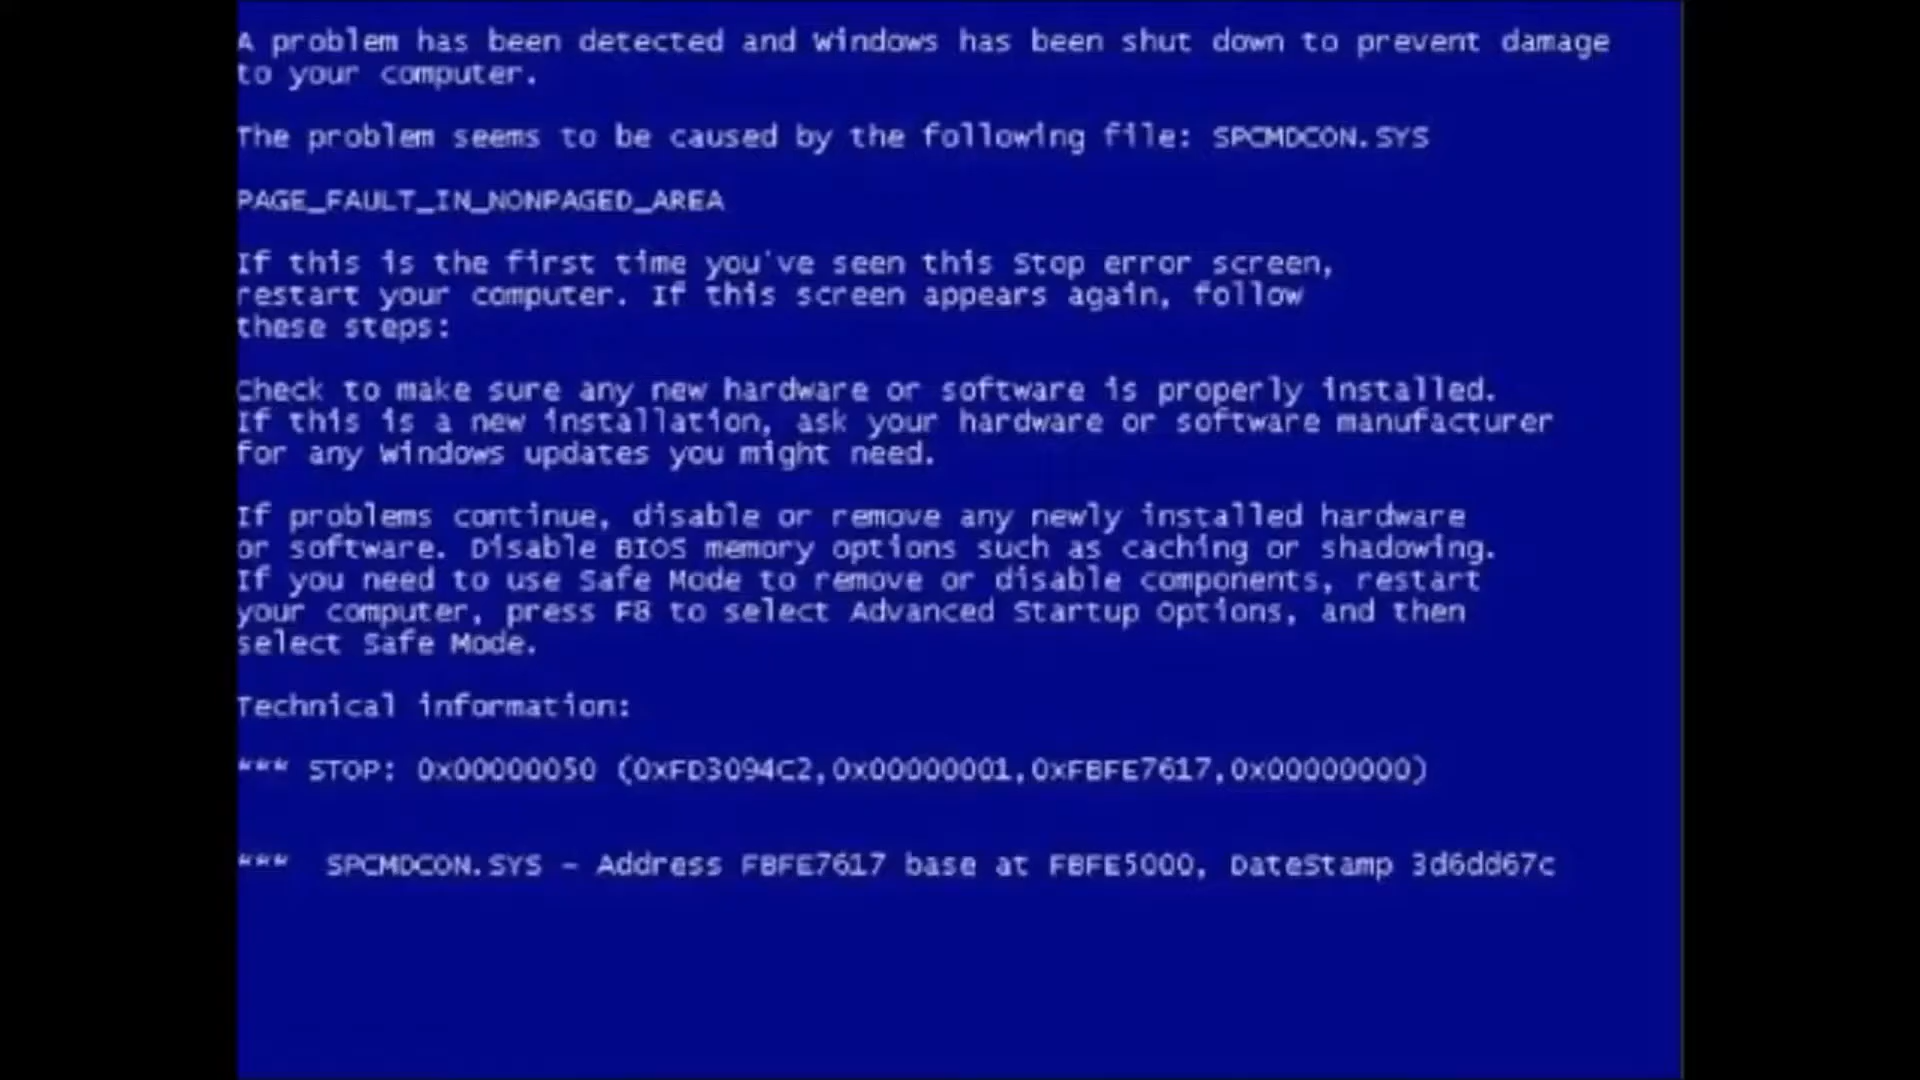 A problem has been detected and Windows has been shut down to prevent damage
to your computer.
The problem seems to be caused by the following file: SPCMDCON.SYS
PAGE_FAULT_IN_NONPAGED_AREA
If this is the first time you've seen this Stop error screen,
restart your computer. If this screen appears again, follow
these steps:
Check to make sure any new hardware or software is properly installed.
If this is a new installation, ask your hardware or software manufacturer
for any Windows updates you might need.
If problems continue, disable or remove any newly installed hardware
or software. Disable BIOS memory options such as caching or shadowing.
If you need to use Safe Mode to remove or disable components, restart
your computer, press F8 to select Advanced Startup Options, and then
select Safe Mode.
Technical information:
*** STOP: 0x00000050 (0xFD3094C2,0x00000001,0xFBFE7617,0x00000000)
***  SPCMDCON.SYS - Address FBFE7617 base at FBFE5000, DateStamp 3d6dd67c